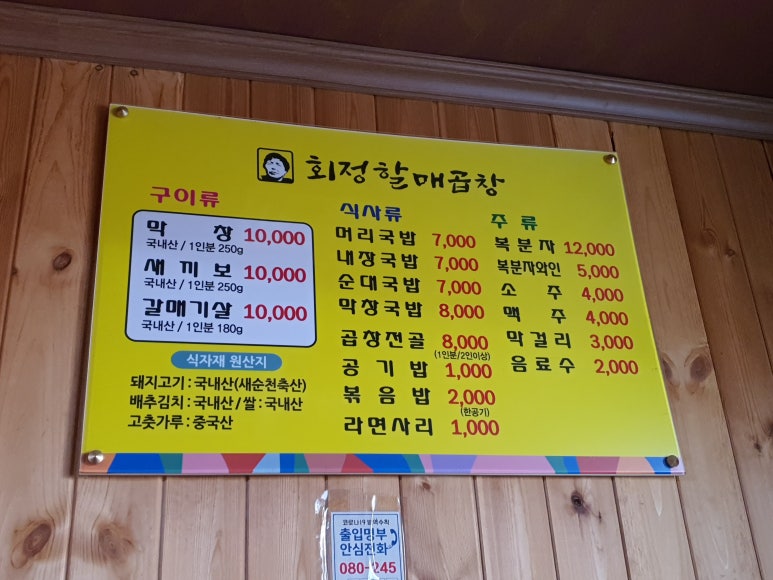 회정할매곱창
구이류
막 창 10,000
국내산 / 1인분 250g
새 끼 보 10,000
국내산 / 1인분 250g
갈매기살 10,000
국내산 / 1인분 180g
식자재 원산지
돼지고기 : 국내산(새순천축산)
배추김치 : 국내산 / 쌀 : 국내산
고춧가루 : 중국산
식사류
머리국밥 7,000
내장국밥 7,000
순대국밥 7,000
막창국밥 8,000
곱창전골 8,000
(1인분/2인이상)
공 기 밥 1,000
볶 음 밥 2,000
(한공기)
라면사리 1,000
주 류
복 분 자 12,000
복분자와인 5,000
소 주 4,000
맥 주 4,000
막 걸 리 3,000
음 료 수 2,000
출입명부
안심전화
080-245